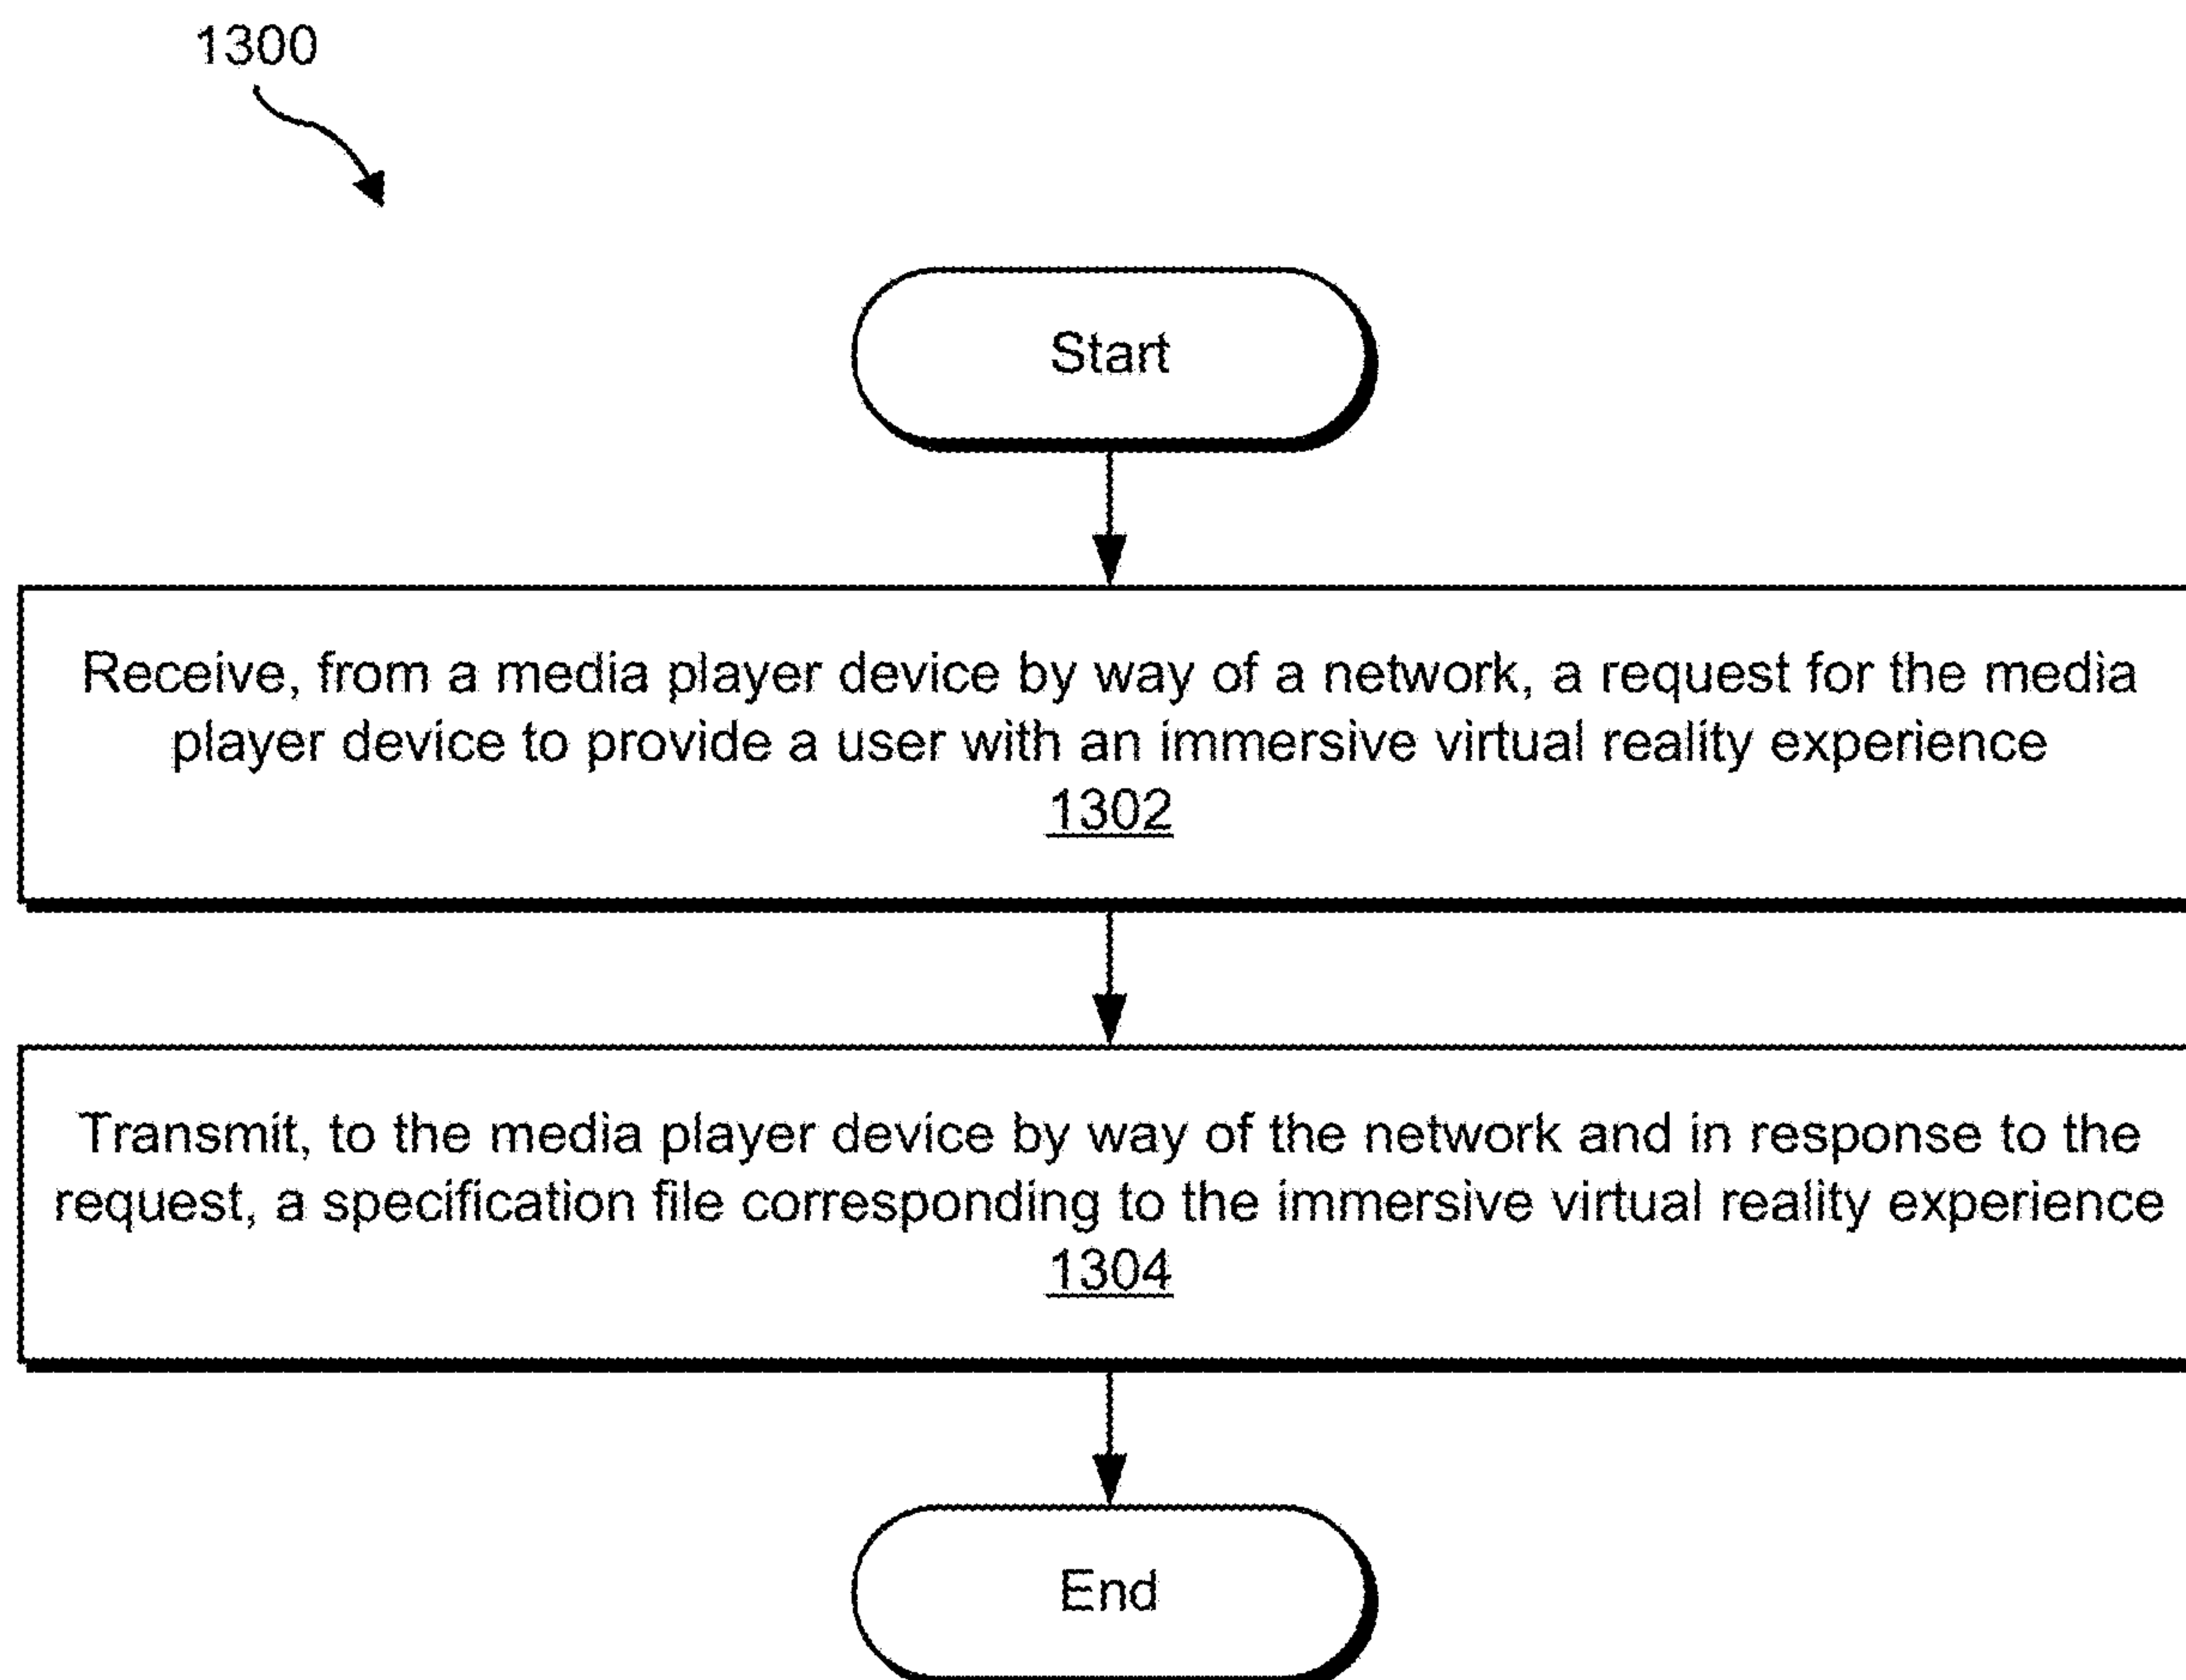 1300
Start
Receive, from a media player device by way of a network, a request for the media
player device to provide a user with an immersive virtual reality experience
1302
Transmit, to the media player device by way of the network and in response to the
request, a specification file corresponding to the immersive virtual reality experience
1304
End